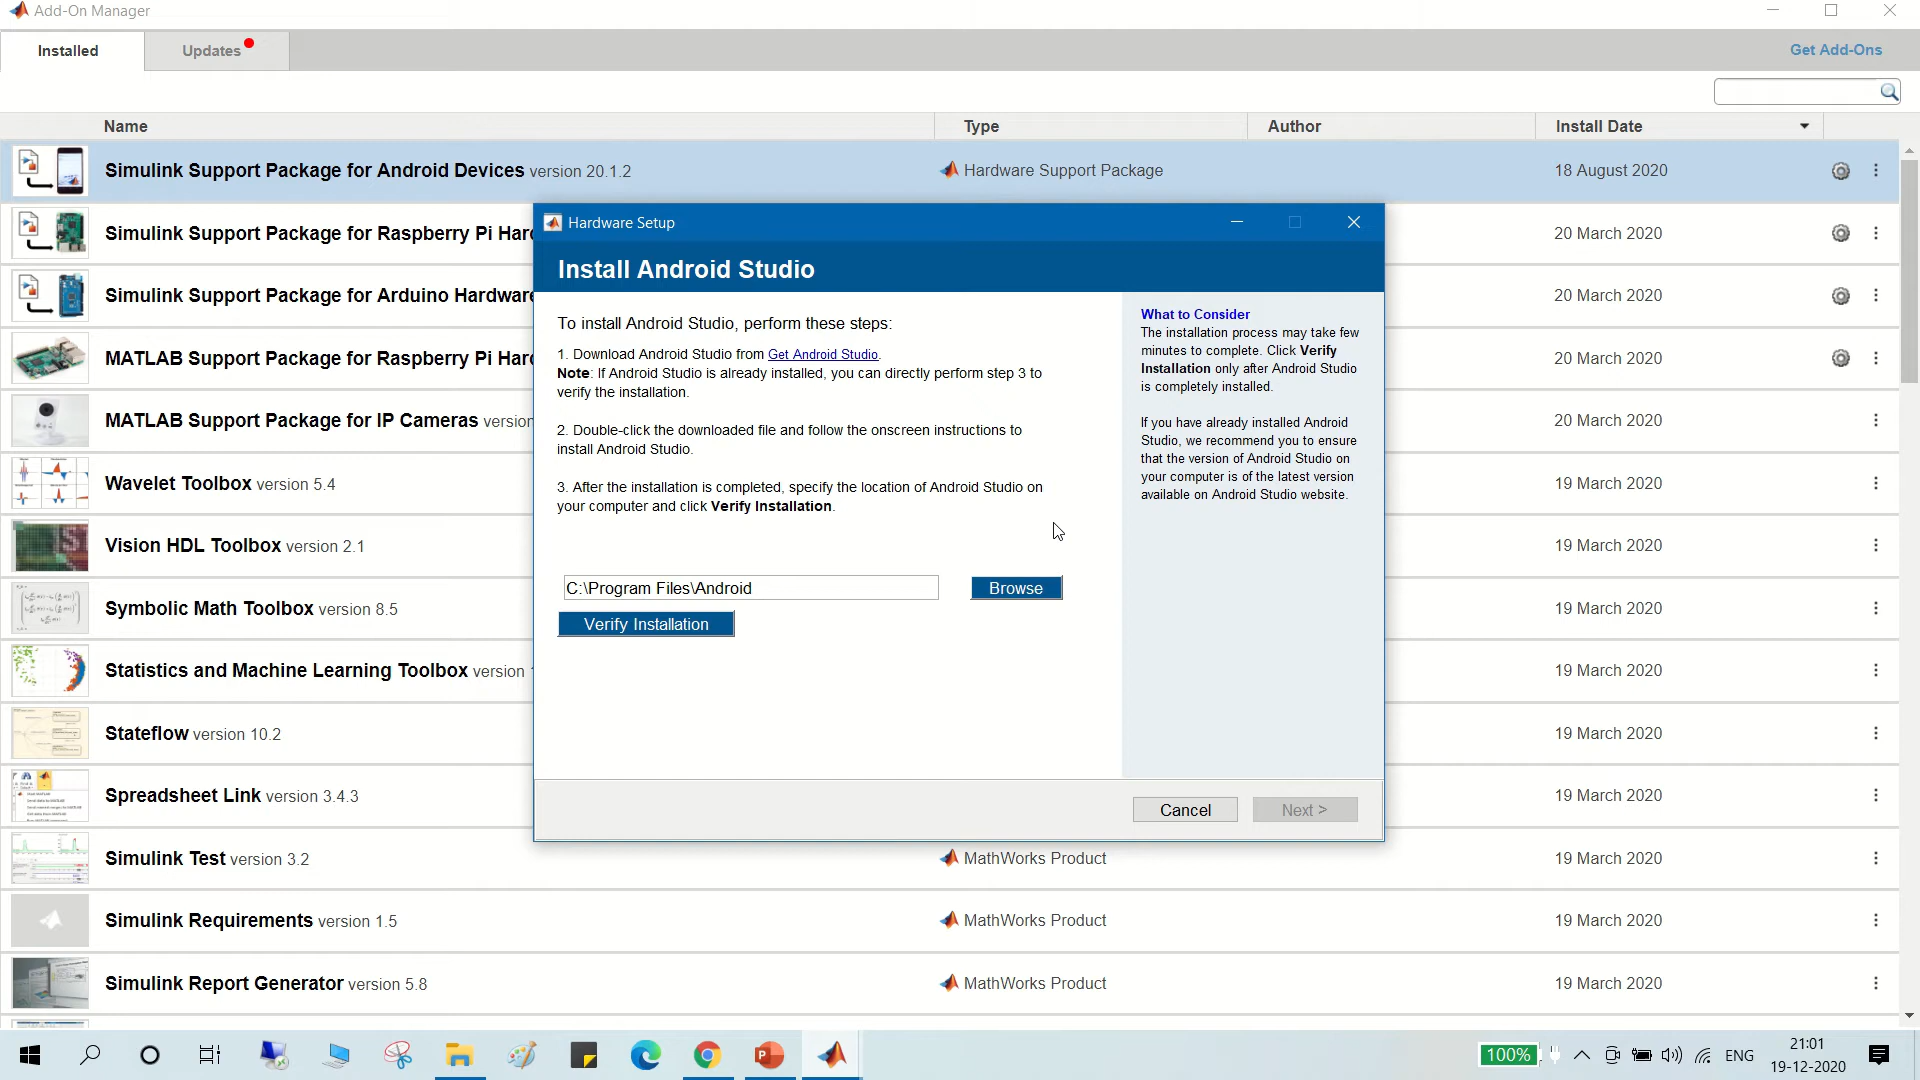 Add-On Manager
Installed
Updates
Get Add-Ons
Name
Type
Author
Install Date
Simulink Support Package for Android Devices version 20.1.2
Hardware Support Package
18 August 2020
Simulink Support Package for Raspberry Pi Har
20 March 2020
Simulink Support Package for Arduino Hardware
20 March 2020
MATLAB Support Package for Raspberry Pi Har
20 March 2020
MATLAB Support Package for IP Cameras version
20 March 2020
Wavelet Toolbox version 5.4
19 March 2020
Vision HDL Toolbox version 2.1
19 March 2020
Symbolic Math Toolbox version 8.5
19 March 2020
Statistics and Machine Learning Toolbox version
19 March 2020
Stateflow version 10.2
19 March 2020
Spreadsheet Link version 3.4.3
19 March 2020
Simulink Test version 3.2
MathWorks Product
19 March 2020
Simulink Requirements version 1.5
MathWorks Product
19 March 2020
Simulink Report Generator version 5.8
MathWorks Product
19 March 2020
Hardware Setup
Install Android Studio
To install Android Studio, perform these steps:
1. Download Android Studio from Get Android Studio.
Note: If Android Studio is already installed, you can directly perform step 3 to
verify the installation.
2. Double-click the downloaded file and follow the onscreen instructions to
install Android Studio.
3. After the installation is completed, specify the location of Android Studio on
your computer and click Verify Installation.
C:\Program Files\Android
Browse
Verify Installation
What to Consider
The installation process may take few
minutes to complete. Click Verify
Installation only after Android Studio
is completely installed.
If you have already installed Android
Studio, we recommend you to ensure
that the version of Android Studio on
your computer is of the latest version
available on Android Studio website.
Cancel
Next >
100%
ENG
21:01
19-12-2020